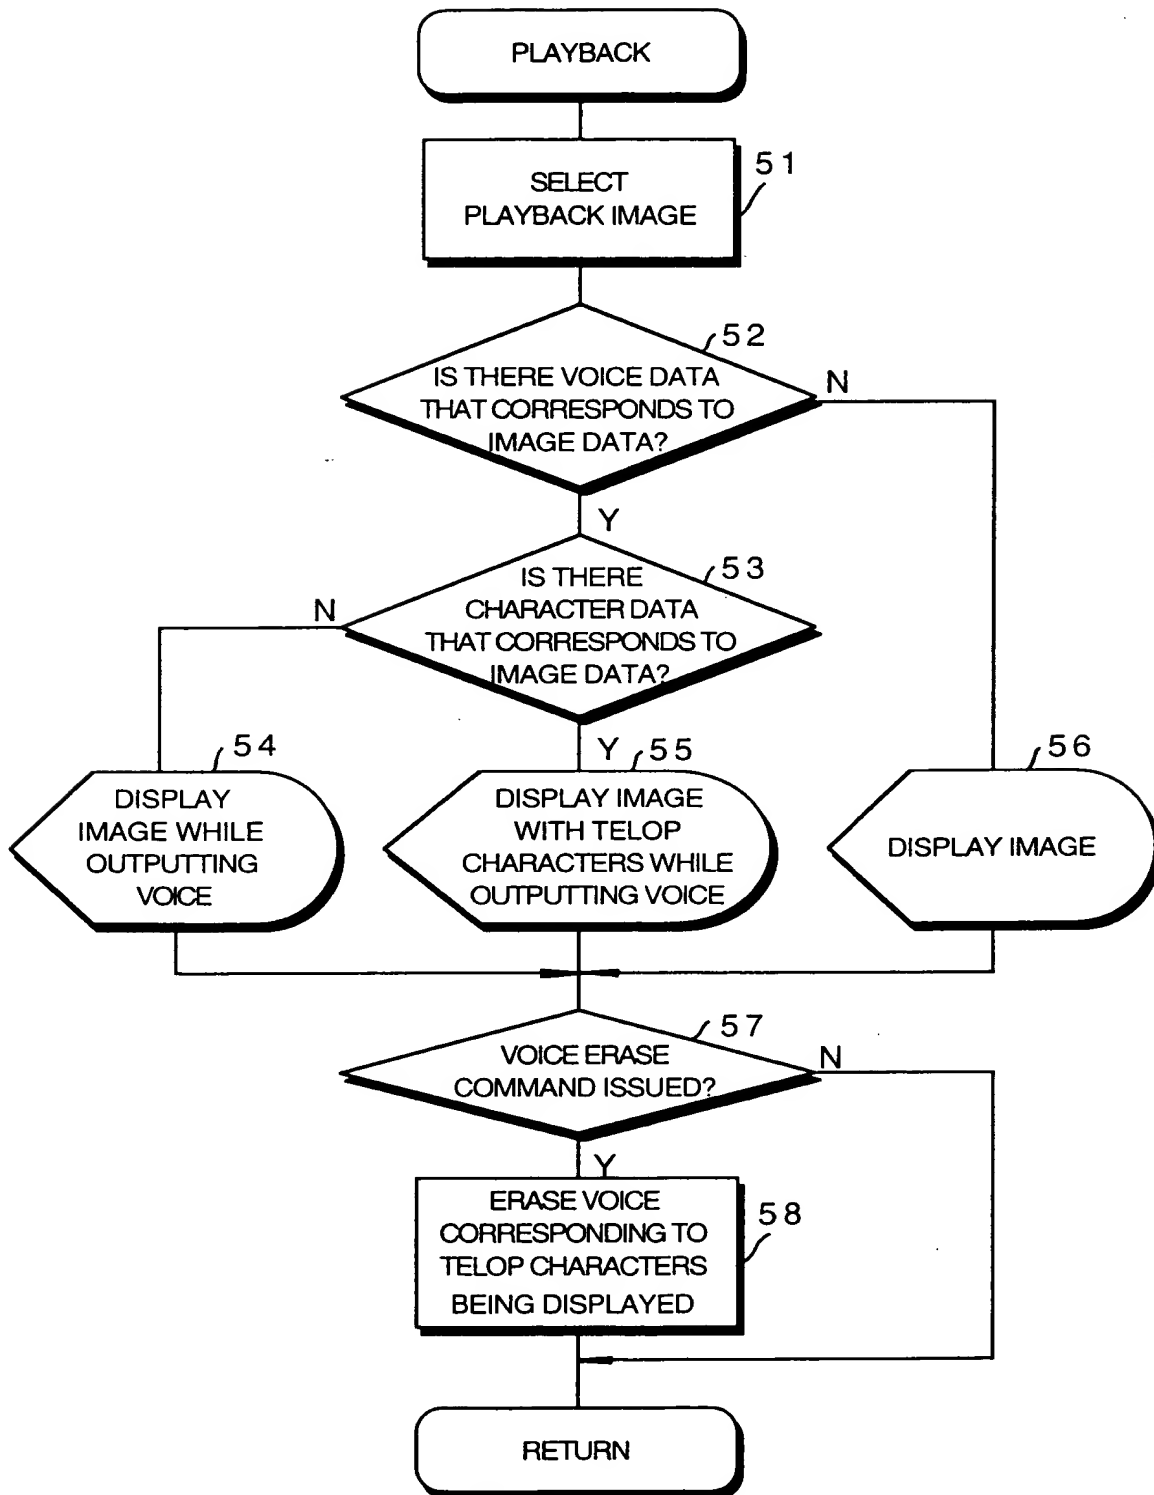 PLAYBACK
SELECT
PLAYBACK IMAGE
51
52
IS THERE VOICE DATA
THAT CORRESPONDS TO
IMAGE DATA?
N
Y
53
IS THERE
CHARACTER DATA
THAT CORRESPONDS TO
IMAGE DATA?
N
Y
54
DISPLAY
IMAGE WHILE
OUTPUTTING
VOICE
55
DISPLAY IMAGE
WITH TELOP
CHARACTERS WHILE
OUTPUTTING VOICE
56
DISPLAY IMAGE
57
VOICE ERASE
COMMAND ISSUED?
N
Y
ERASE VOICE
CORRESPONDING TO
TELOP CHARACTERS
BEING DISPLAYED
58
RETURN